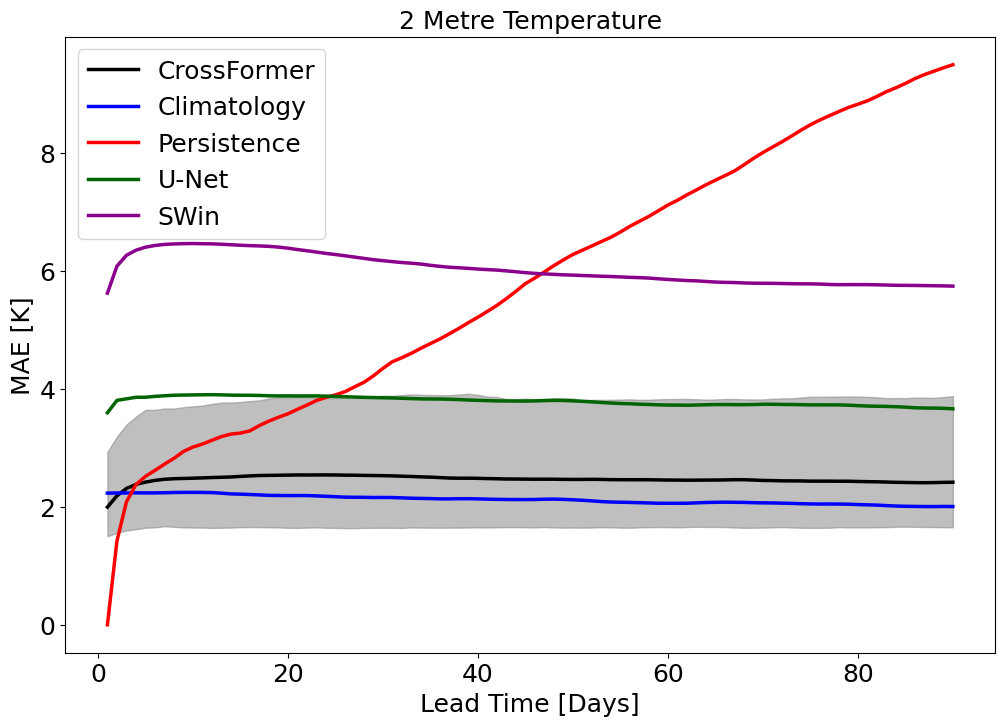 2 Metre Temperature
CrossFormer
Climatology
Persistence
U-Net
SWin
MAE [K]
8
6
4
2
0
0 20 40 60 80
Lead Time [Days]